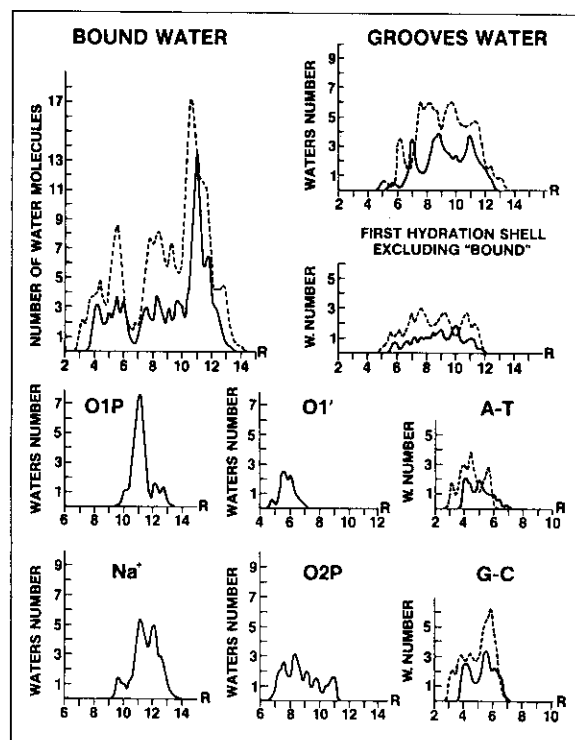 BOUND WATER
NUMBER OF WATER MOLECULES
17
13
9
7
5
3
1
2 4 6 8 10 12 14 R
GROOVES WATER
WATERS NUMBER
9
7
5
3
1
2 4 6 8 10 12 14 R
FIRST HYDRATION SHELL
EXCLUDING "BOUND"
W. NUMBER
5
3
1
2 4 6 8 10 12 14 R
O1P
WATERS NUMBER
7
5
3
1
6 8 10 12 14 R
O1'
WATERS NUMBER
7
5
3
1
4 6 8 10 12 R
A-T
W. NUMBER
5
3
1
2 4 6 8 10
Na+
WATERS NUMBER
9
7
5
3
1
6 8 10 12 14 R
O2P
WATERS NUMBER
9
7
5
3
1
6 8 10 12 14 R
G-C
W. NUMBER
5
3
1
2 4 6 8 10